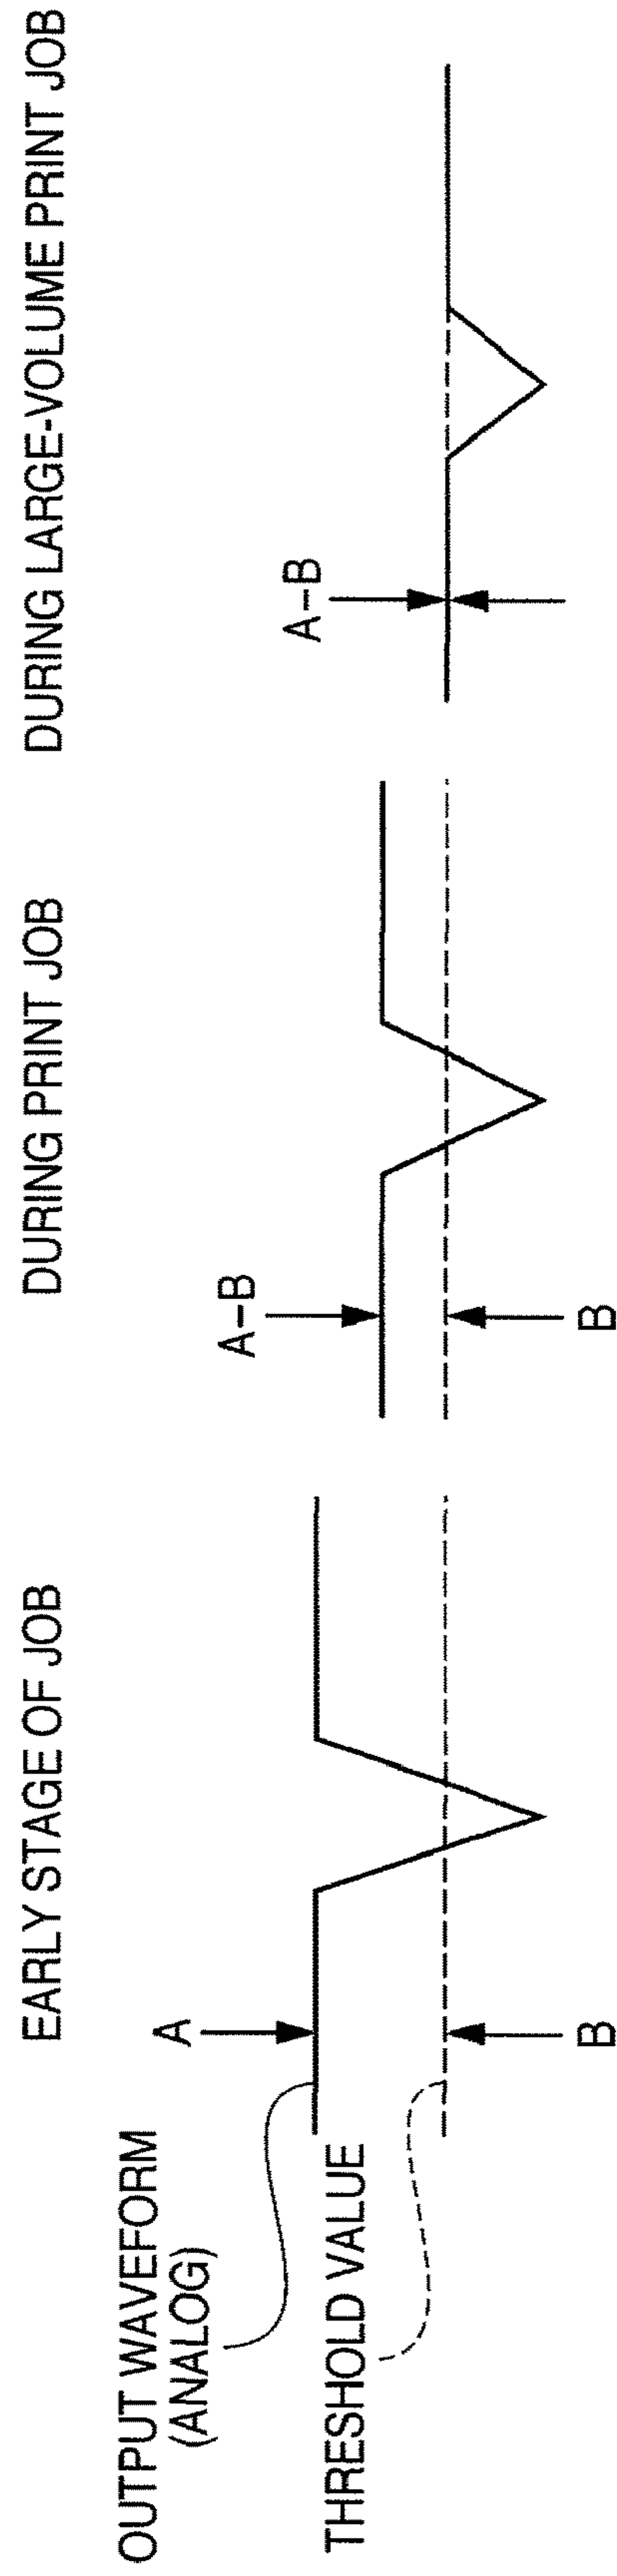 EARLY STAGE OF JOB
DURING PRINT JOB
DURING LARGE-VOLUME PRINT JOB
OUTPUT WAVEFORM
(ANALOG)
A
A-B
A-B
THRESHOLD VALUE
B
B